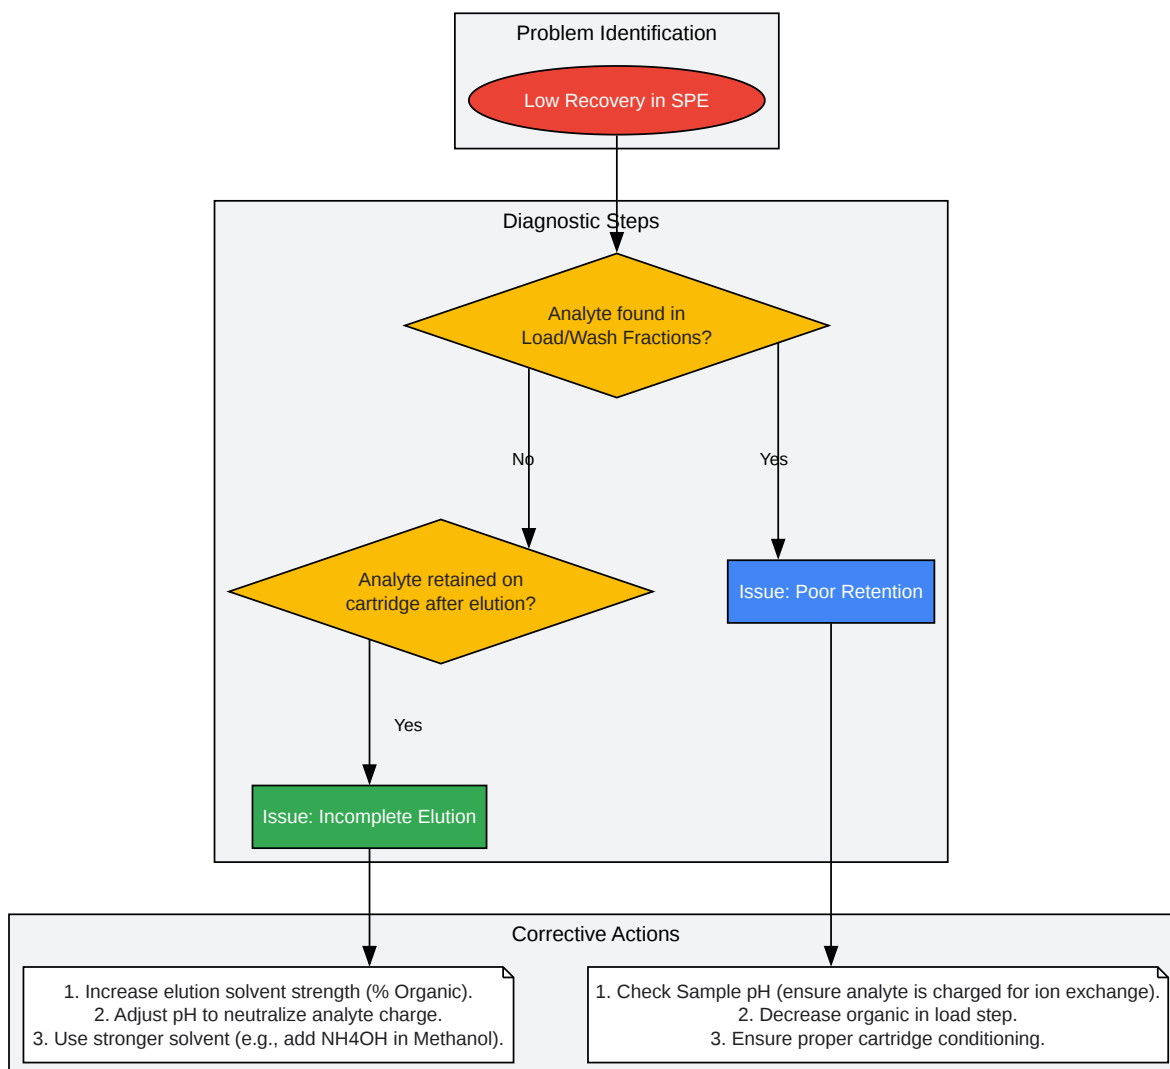 Problem Identification
Low Recovery in SPE
Diagnostic Steps
Analyte found in
Load/Wash Fractions?
No
Yes
Analyte retained on
cartridge after elution?
Issue: Poor Retention
Yes
Issue: Incomplete Elution
Corrective Actions
1. Increase elution solvent strength (% Organic).
2. Adjust pH to neutralize analyte charge.
3. Use stronger solvent (e.g., add NH4OH in Methanol).
1. Check Sample pH (ensure analyte is charged for ion exchange).
2. Decrease organic in load step.
3. Ensure proper cartridge conditioning.